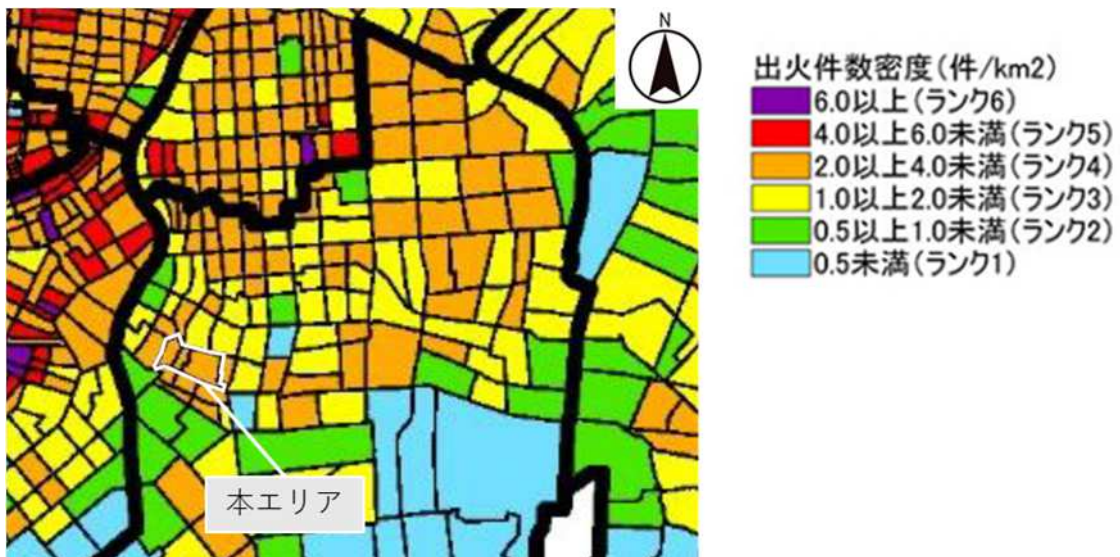 N
出火件数密度(件/km2)
6.0以上(ランク6)
4.0以上6.0未満(ランク5)
2.0以上4.0未満(ランク4)
1.0以上2.0未満(ランク3)
0.5以上1.0未満(ランク2)
0.5未満(ランク1)
本エリア